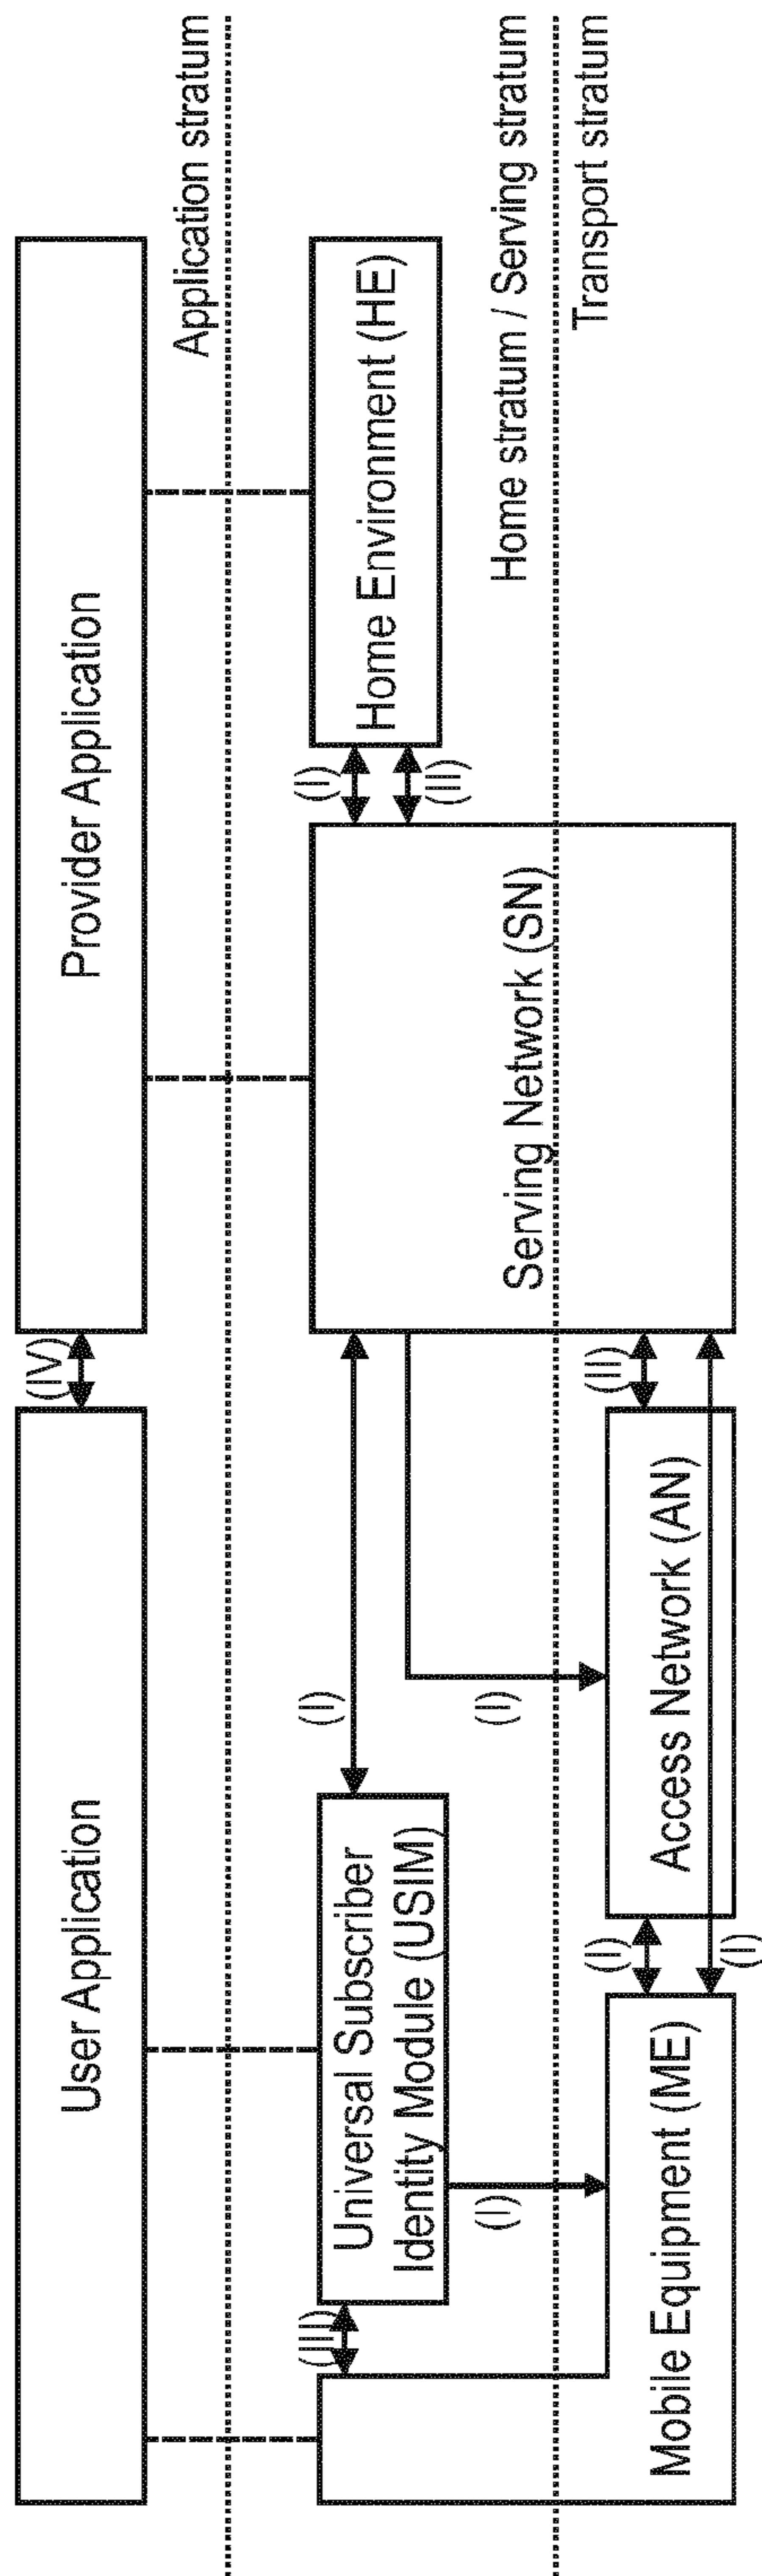 User Application
(IV)
Provider Application
Application stratum
(III)
Universal Subscriber
Identity Module (USIM)
(I)
(I)
(II)
Home Environment (HE)
(I)
(I)
Serving Network (SN)
Home stratum / Serving stratum
Transport stratum
(I)
(II)
Mobile Equipment (ME)
Access Network (AN)
(I)